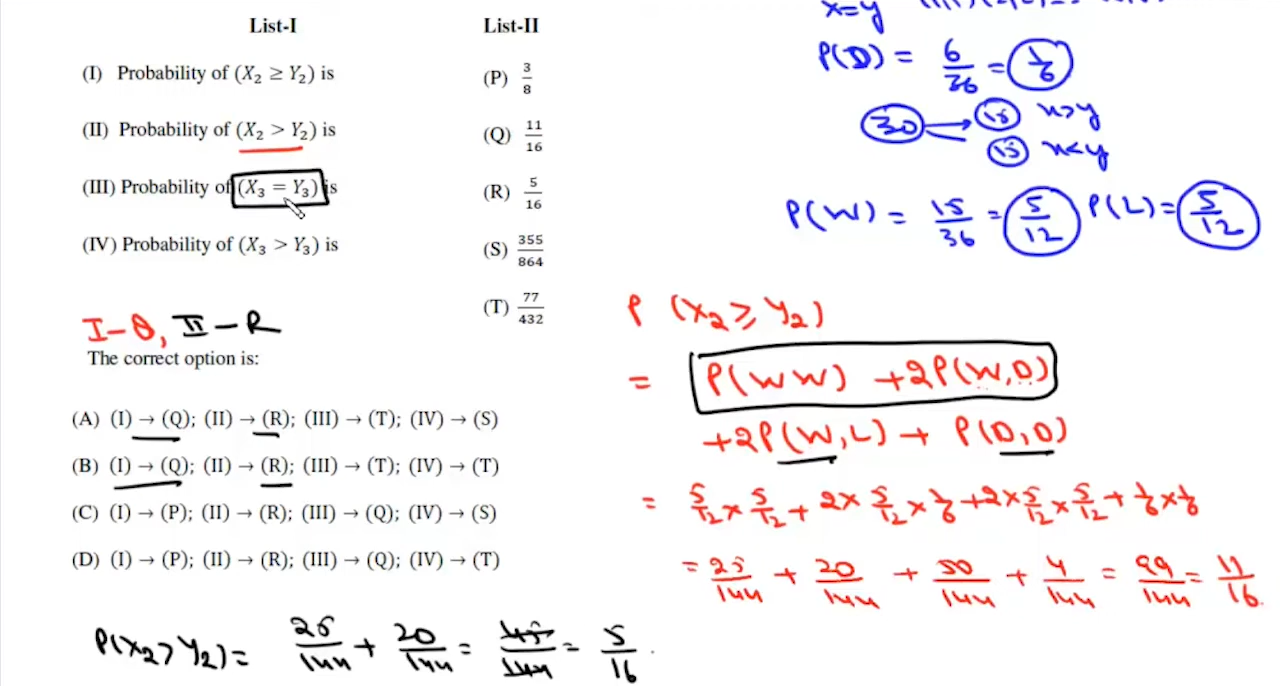 x=y
List-I List-II
P(D) = 6/36 = 1/6
(I) Probability of (X₂ ≥ Y₂) is (P) 3/8
30 15 x>y
15 x<y
(II) Probability of (X₂ > Y₂) is (Q) 11/16
(III) Probability of (X₃ = Y₃) is (R) 5/16
P(W) = 15/36 = 5/12 P(L) = 5/12
(IV) Probability of (X₃ > Y₃) is (S) 355/864
(T) 77/432
I-Q, II-R
The correct option is:
(A) (I) → (Q); (II) → (R); (III) → (T); (IV) → (S)
(B) (I) → (Q); (II) → (R); (III) → (T); (IV) → (T)
(C) (I) → (P); (II) → (R); (III) → (Q); (IV) → (S)
(D) (I) → (P); (II) → (R); (III) → (Q); (IV) → (T)
P (X₂ ≥ Y₂)
= P(WW) + 2P(W,D)
+2P(W,L) + P(D,D)
= 5/12 × 5/12 + 2× 5/12 × 1/6 + 2× 5/12 × 5/12 + 1/6 × 1/6
= 25/144 + 20/144 + 50/144 + 4/144 = 99/144 = 11/16.
P(X₂ > Y₂) = 25/144 + 20/144 = 45/144 = 5/16.